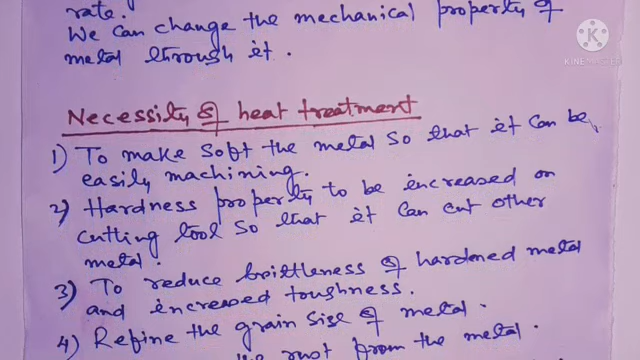 rate.
We can change the mechanical property of
metal through it.
KINEMASTER
Necessity of heat treatment
1) To make soft the metal so that it can be
easily machining.
2) Hardness property to be increased on
cutting tool so that it can cut other
metal.
3) To reduce brittleness of hardened metal
and increased toughness.
4) Refine the grain size of metal.
rust from the metal.